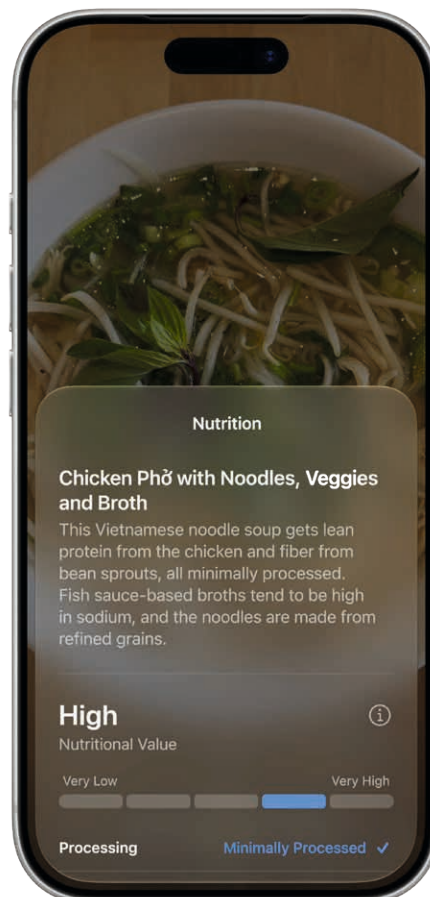 Nutrition
Chicken Phở with Noodles, Veggies
and Broth
This Vietnamese noodle soup gets lean
protein from the chicken and fiber from
bean sprouts, all minimally processed.
Fish sauce-based broths tend to be high
in sodium, and the noodles are made from
refined grains.
High
Nutritional Value
Very Low Very High
Processing Minimally Processed